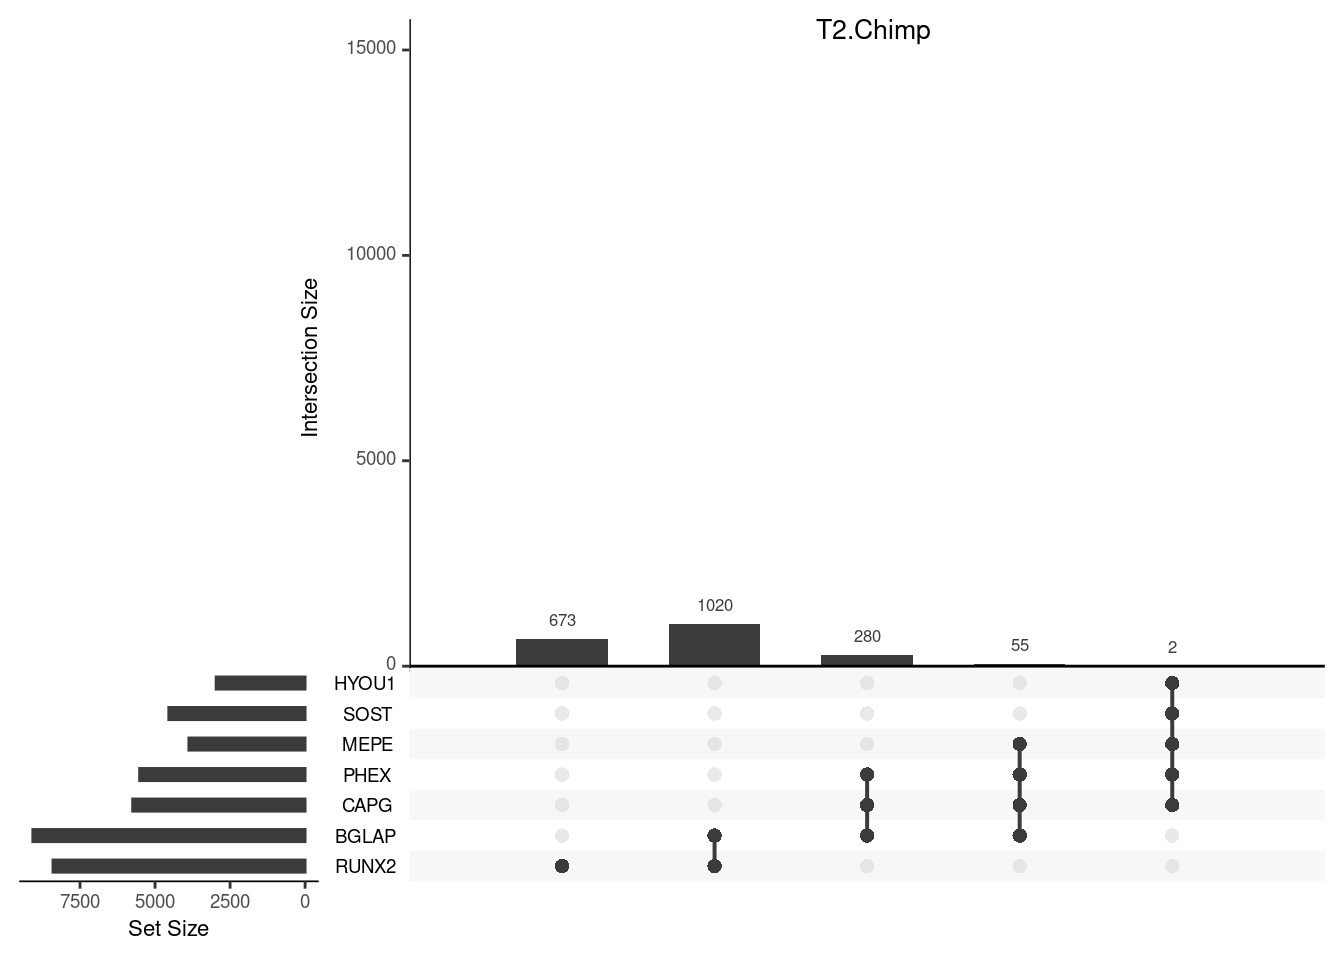 T2.Chimp
15000
10000
5000
0
Intersection Size
673
1020
280
55
2
HYOU1
SOST
MEPE
PHEX
CAPG
BGLAP
RUNX2
7500 5000 2500 0
Set Size